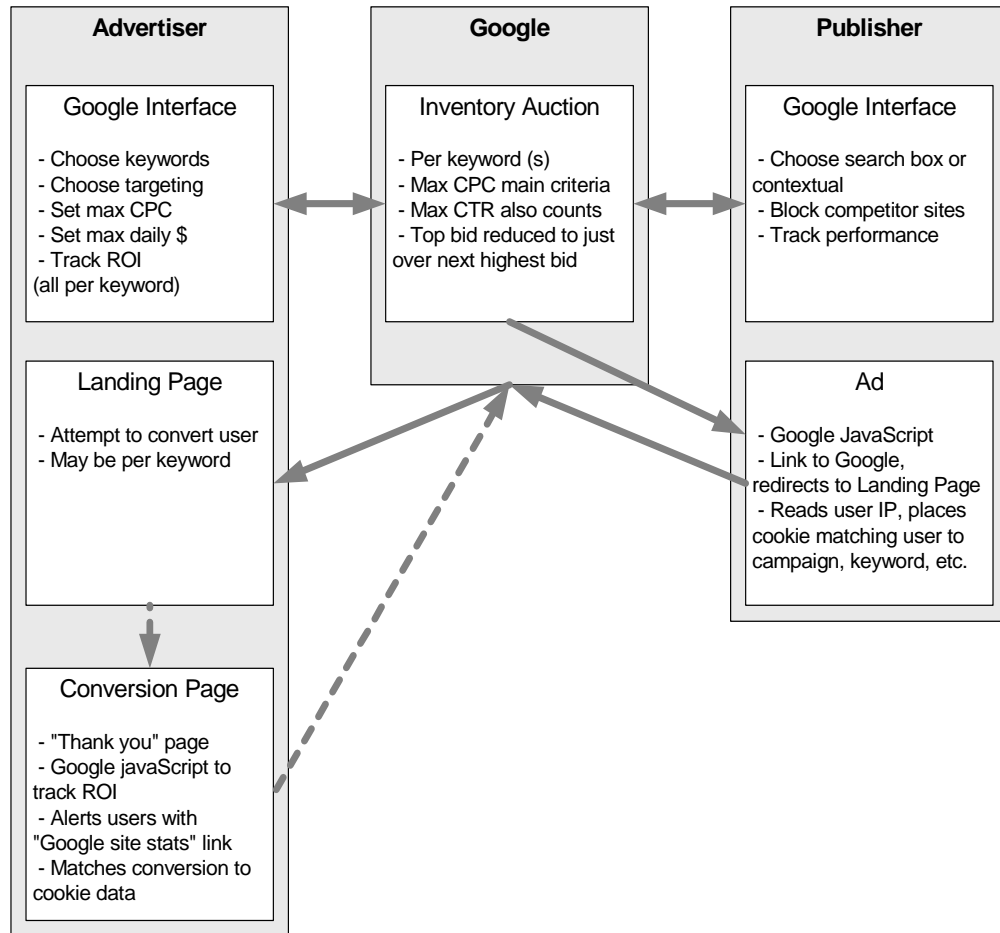 Advertiser
Google Interface
- Choose keywords
- Choose targeting
- Set max CPC
- Set max daily $
- Track ROI
(all per keyword)
Landing Page
- Attempt to convert user
- May be per keyword
Conversion Page
- "Thank you" page
- Google javaScript to
track ROI
- Alerts users with
"Google site stats" link
- Matches conversion to
cookie data
Google
Inventory Auction
- Per keyword (s)
- Max CPC main criteria
- Max CTR also counts
- Top bid reduced to just
over next highest bid
Publisher
Google Interface
- Choose search box or
contextual
- Block competitor sites
- Track performance
Ad
- Google JavaScript
- Link to Google,
redirects to Landing Page
- Reads user IP, places
cookie matching user to
campaign, keyword, etc.